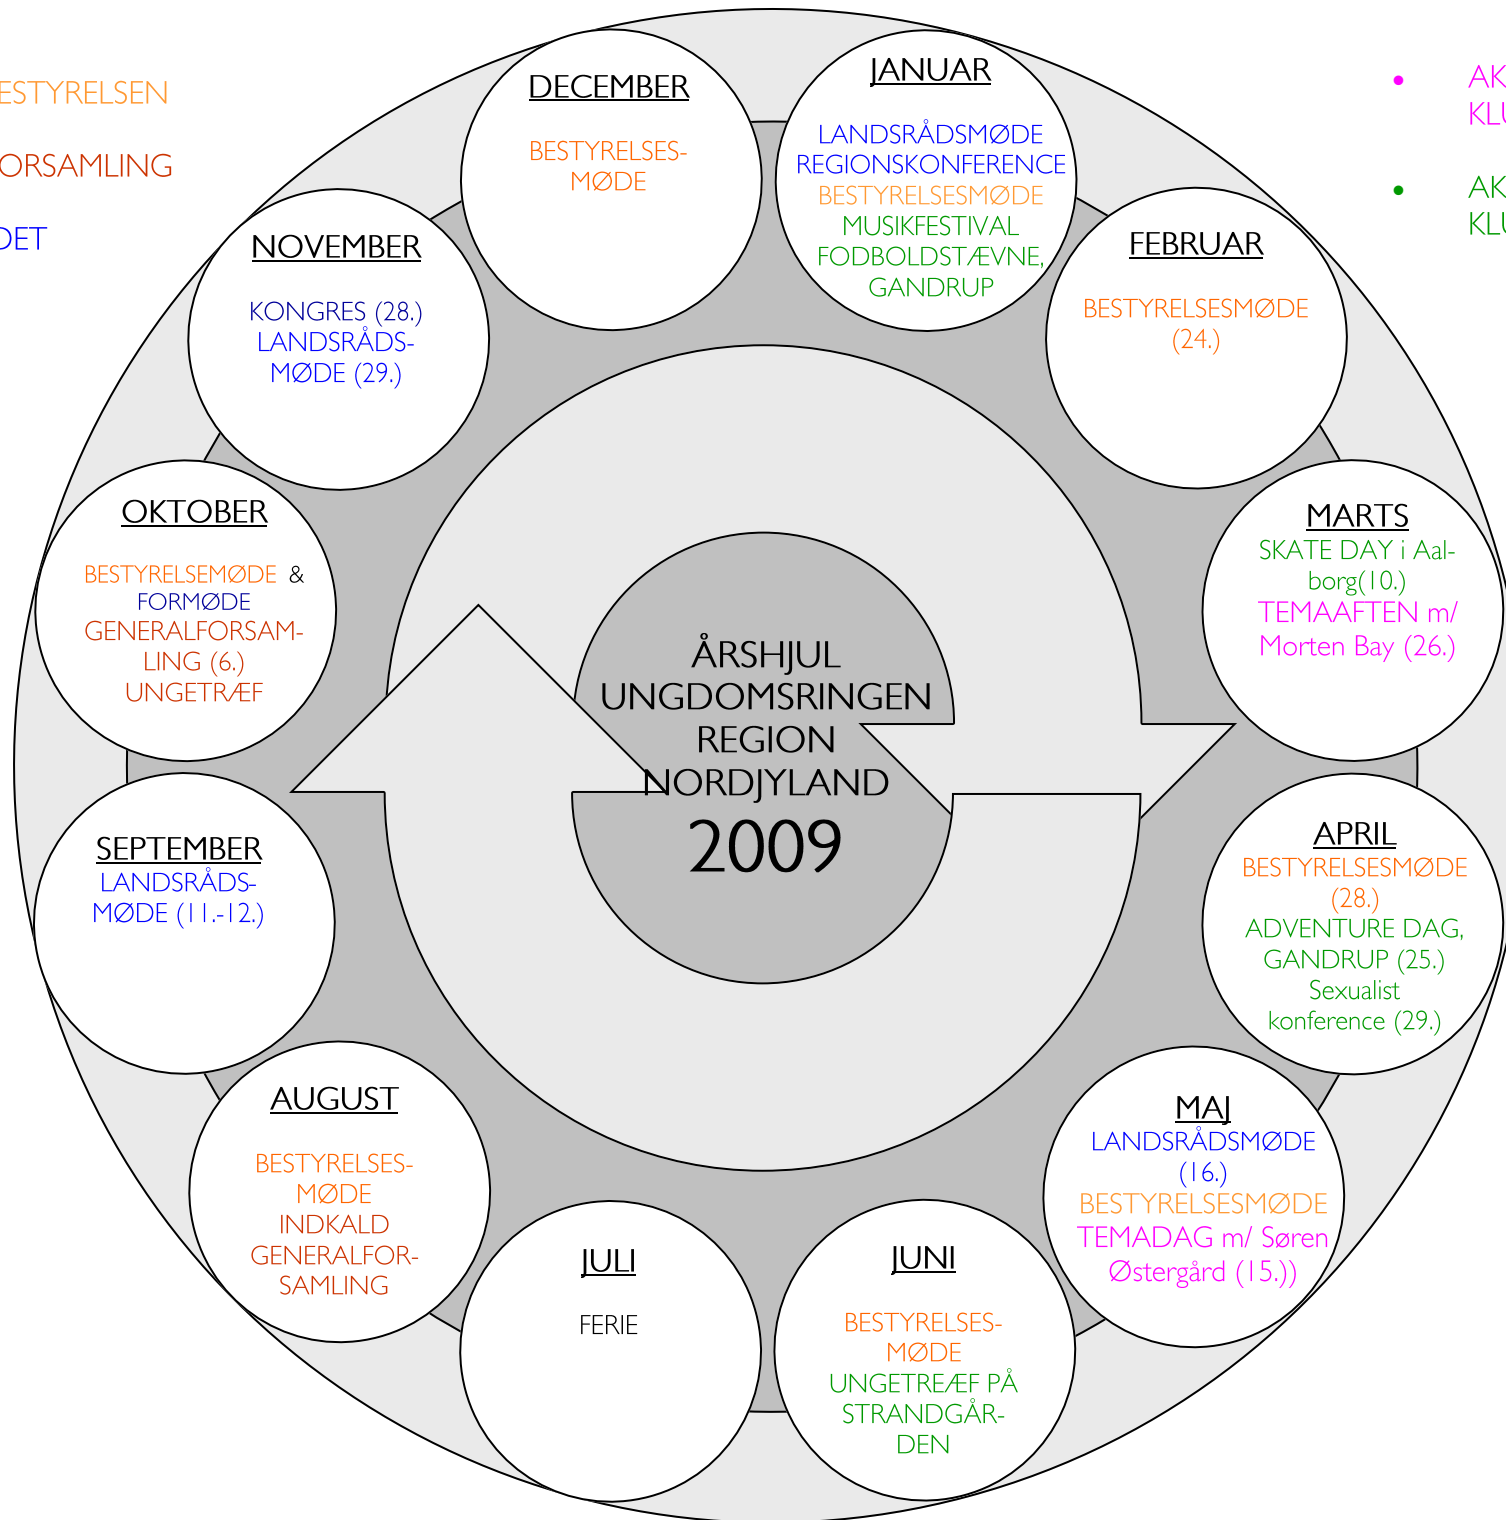 DECEMBER
BESTYRELSES-
MØDE
JANUAR
LANDSRÅDSMØDE
REGIONSKONFERENCE
BESTYRELSESMØDE
MUSIKFESTIVAL
FODBOLDSTÆVNE,
GANDRUP
FEBRUAR
BESTYRELSESMØDE
(24.)
MARTS
SKATE DAY i Aal-
borg(10.)
TEMAAFTEN m/
Morten Bay (26.)
APRIL
BESTYRELSESMØDE
(28.)
ADVENTURE DAG,
GANDRUP (25.)
Sexualist
konference (29.)
MAJ
LANDSRÅDSMØDE
(16.)
BESTYRELSESMØDE
TEMADAG m/ Søren
Østergård (15.))
JUNI
BESTYRELSES-
MØDE
UNGETREÆF PÅ
STRANDGÅR-
DEN
JULI
FERIE
AUGUST
BESTYRELSES-
MØDE
INDKALD
GENERALFOR-
SAMLING
SEPTEMBER
LANDSRÅDS-
MØDE (11.-12.)
OKTOBER
BESTYRELSEMØDE &
FORMØDE
GENERALFORSAM-
LING (6.)
UNGETRÆF
NOVEMBER
KONGRES (28.)
LANDSRÅDS-
MØDE (29.)
ÅRSHJUL
UNGDOMSRINGEN
REGION
NORDJYLAND
2009
ESTYRELSEN
ORSAMLING
DET
• AK
KLU
• AK
KLU